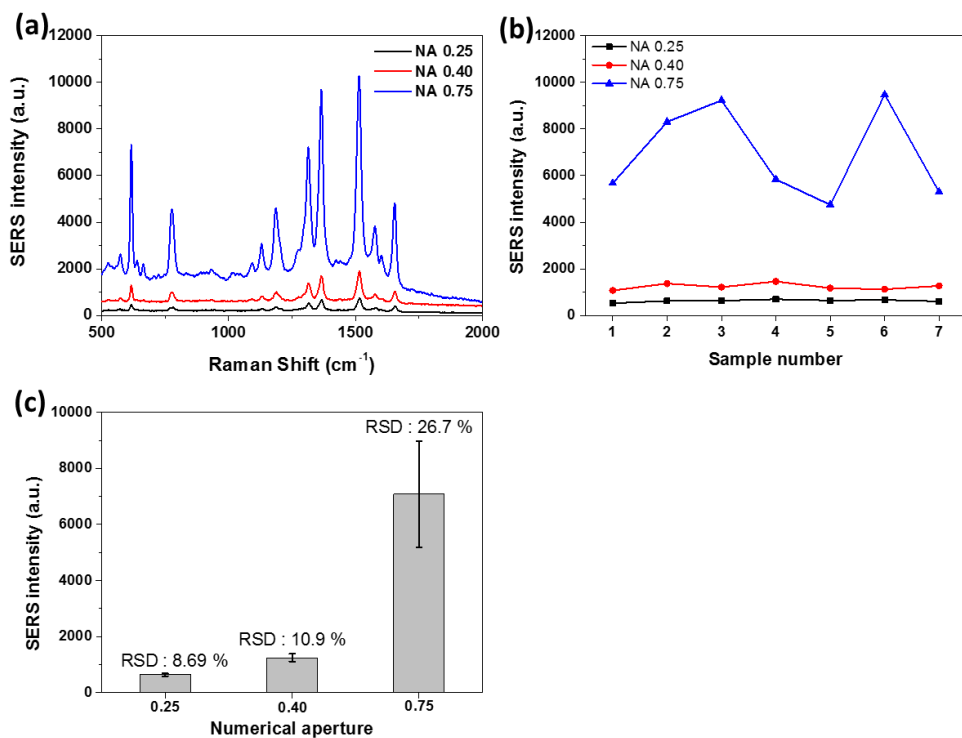 (a)
12000
10000
8000
6000
4000
2000
0
SERS intensity (a.u.)
NA 0.25
NA 0.40
NA 0.75
500 1000 1500 2000
Raman Shift (cm⁻¹)
(b)
12000
10000
8000
6000
4000
2000
0
SERS intensity (a.u.)
NA 0.25
NA 0.40
NA 0.75
1 2 3 4 5 6 7
Sample number
(c)
10000
8000
6000
4000
2000
0
SERS intensity (a.u.)
RSD : 8.69 %
RSD : 10.9 %
RSD : 26.7 %
0.25 0.40 0.75
Numerical aperture